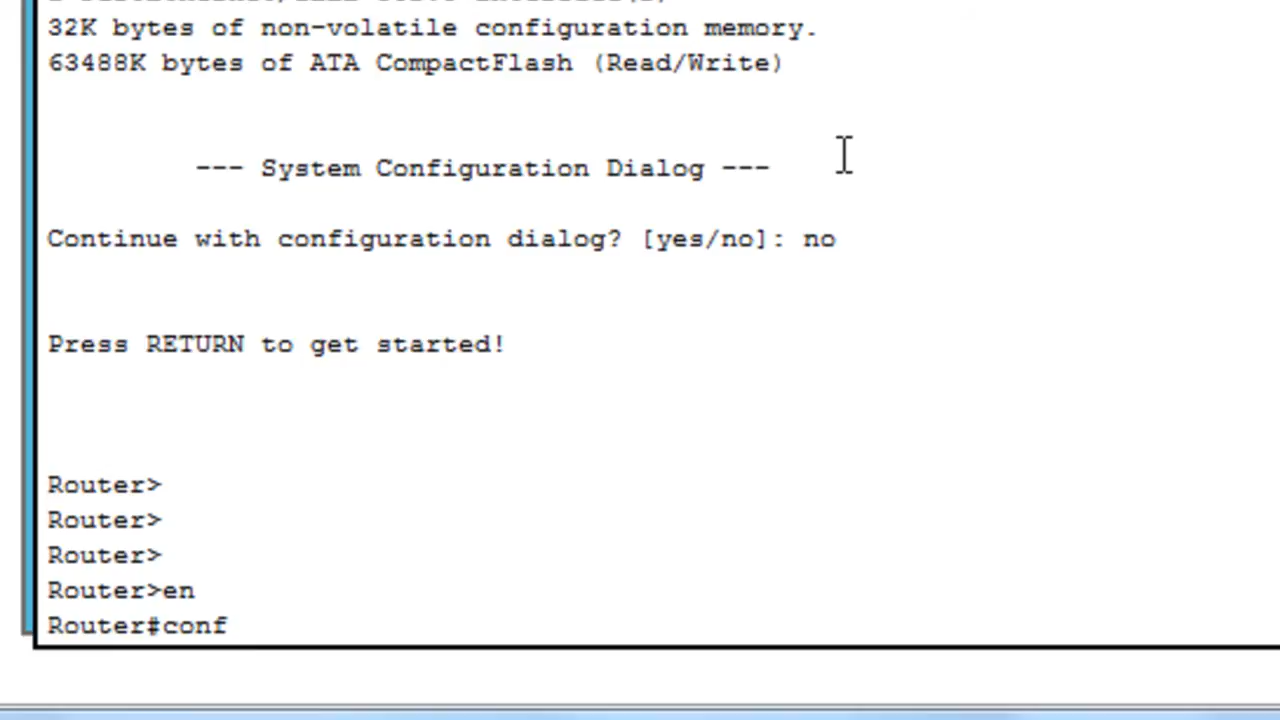 32K bytes of non-volatile configuration memory.
63488K bytes of ATA CompactFlash (Read/Write)
--- System Configuration Dialog ---
Continue with configuration dialog? [yes/no]: no
Press RETURN to get started!
Router>
Router>
Router>
Router>en
Router#conf